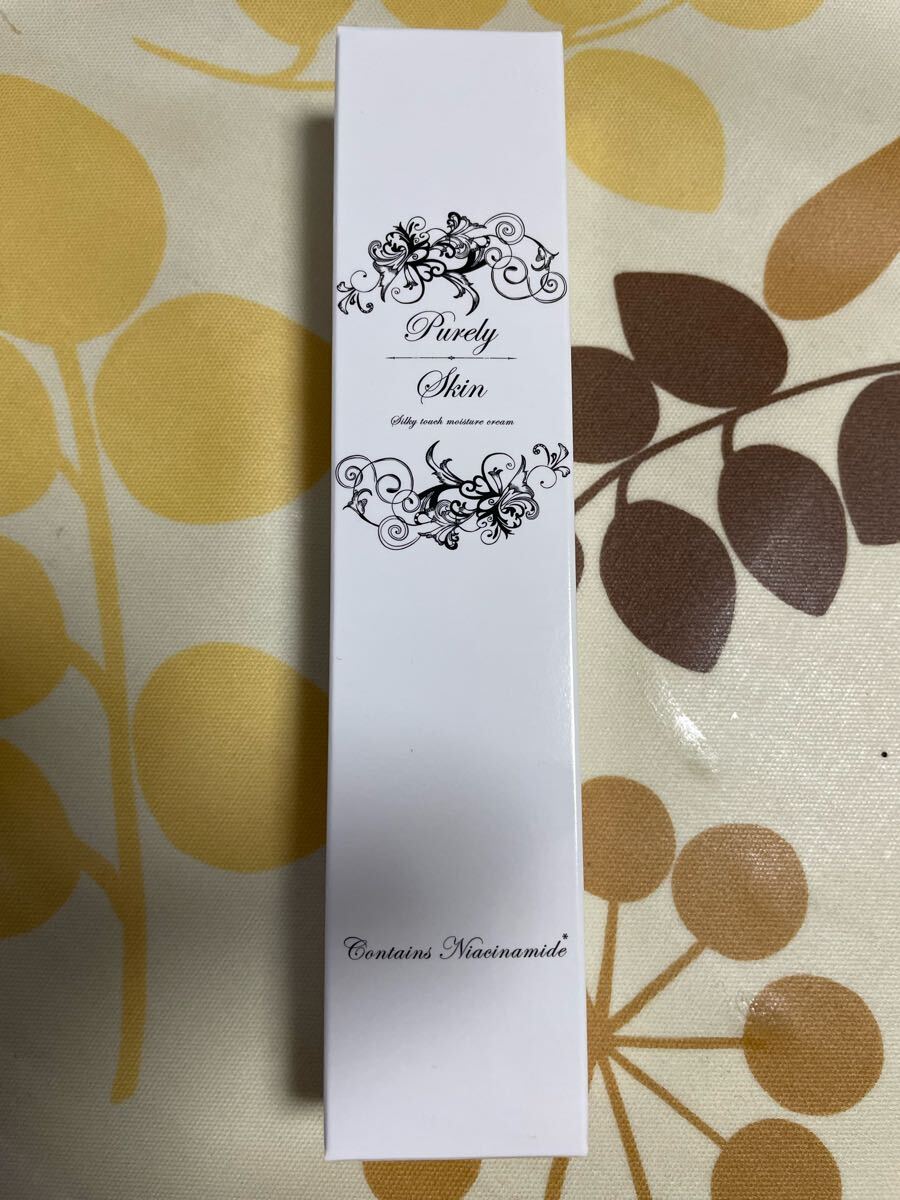 Purely
Skin
Silky touch moisture cream
Contains Niacinamide*